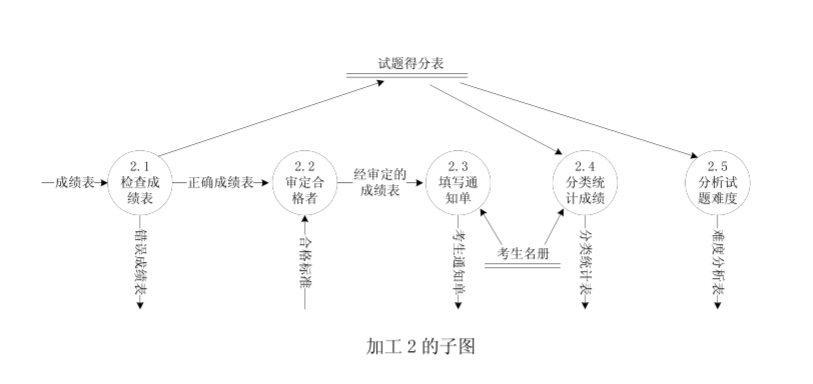 试题得分表
成绩表
2.1
检查成
绩表
正确成绩表
2.2
审定合
格者
经审定的
成绩表
2.3
填写通
知单
2.4
分类统
计成绩
2.5
分析试
题难度
错误成绩表
合格标准
考生通知单
考生名册
分类统计表
难度分析表
加工 2 的子图